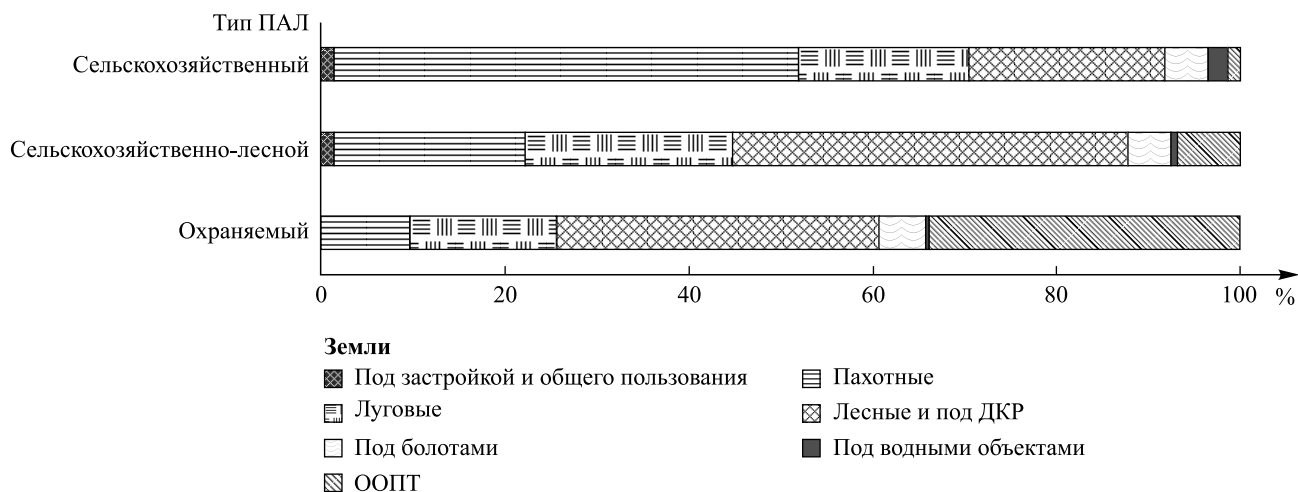 Тип ПАЛ
Сельскохозяйственный
Сельскохозяйственно-лесной
Охраняемый
0 20 40 60 80 100 %
Земли
Под застройкой и общего пользования Пахотные
Луговые Лесные и под ДКР
Под болотами Под водными объектами
ООПТ